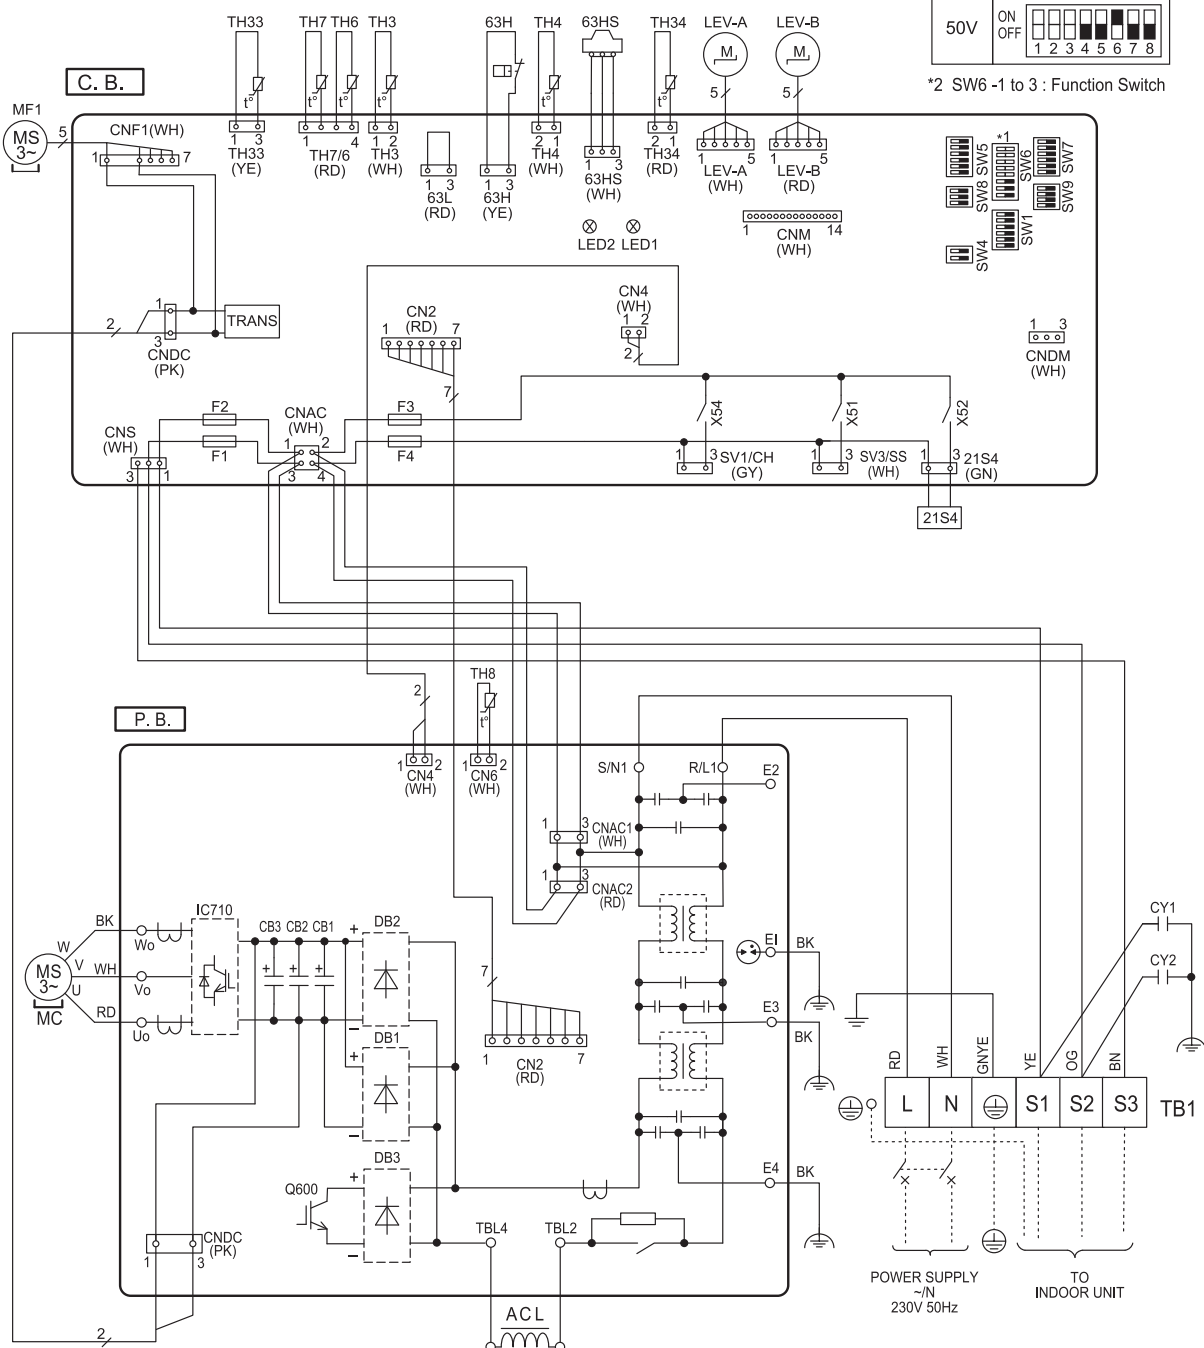 50V
ON
OFF
1 2 3 4 5 6 7 8
*2 SW6 -1 to 3 : Function Switch
TH33 TH7 TH6 TH3 63H TH4 63HS TH34 LEV-A LEV-B
C. B.
M M
t° t° t° t° t° t°
MF1
MS
3~
5
5 5
CNF1(WH)
1 7
1 3
TH33
(YE)
1 4
TH7/6
(RD)
1 2
TH3
(WH)
1 3
63L
(RD)
1 3
63H
(YE)
2 1
TH4
(WH)
1 3
63HS
(WH)
2 1
TH34
(RD)
1 5
LEV-A
(WH)
1 5
LEV-B
(RD)
*1
SW5
SW6
SW7
SW8
SW9
SW1
SW4
LED2 LED1
1 14
CNM
(WH)
CN4
(WH)
1 2
2
CN2
(RD)
1 7
7
TRANS
1
3
CNDC
(PK)
2
1 3
CNDM
(WH)
F2
F1
CNAC
(WH)
1 2
3 4
F3
F4
X54
X51
X52
CNS
(WH)
3 1
1 3
SV1/CH
(GY)
1 3
SV3/SS
(WH)
1 3
21S4
(GN)
21S4
P. B.
2
TH8
t°
1 2
CN4
(WH)
1 2
CN6
(WH)
S/N1
R/L1
E2
1 3
CNAC1
(WH)
1 3
CNAC2
(RD)
IC710
CB3 CB2 CB1
+ + +
DB2
+
−
BK
W
Wo
MS
3~
V
WH
Vo
U
MC
RD
Uo
DB1
+
−
7
1 7
CN2
(RD)
EI
BK
E3
BK
CY1
CY2
RD
WH
GNYE
YE
OG
BN
L N S1 S2 S3
TB1
DB3
+
−
Q600
E4
BK
CNDC
(PK)
1 3
TBL4
TBL2
ACL
2
POWER SUPPLY
~/N
230V 50Hz
TO
INDOOR UNIT